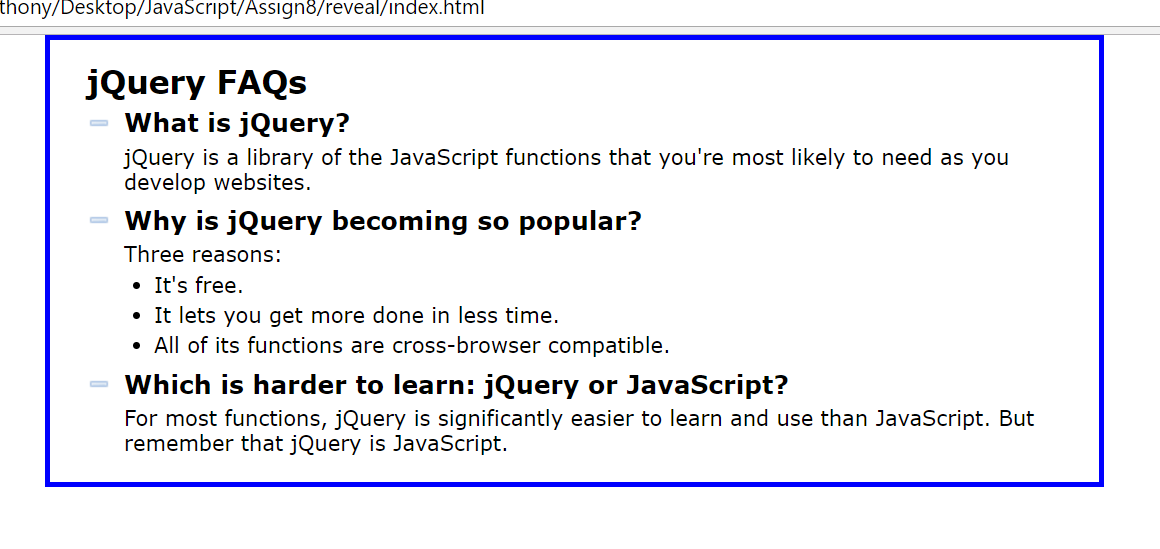 thony/Desktop/JavaScript/Assign8/reveal/index.html
jQuery FAQs
What is jQuery?
jQuery is a library of the JavaScript functions that you're most likely to need as you
develop websites.
Why is jQuery becoming so popular?
Three reasons:
• It's free.
• It lets you get more done in less time.
• All of its functions are cross-browser compatible.
Which is harder to learn: jQuery or JavaScript?
For most functions, jQuery is significantly easier to learn and use than JavaScript. But
remember that jQuery is JavaScript.